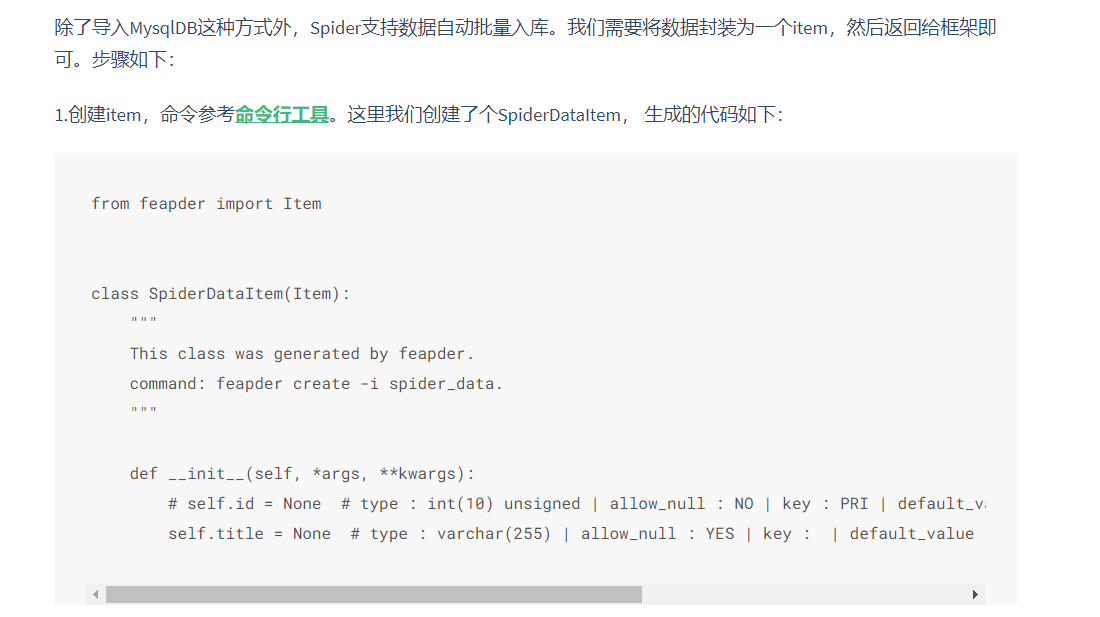 除了导入MysqlDB这种方式外，Spider支持数据自动批量入库。我们需要将数据封装为一个item，然后返回给框架即
可。步骤如下：
1.创建item，命令参考命令行工具。这里我们创建了个SpiderDataItem， 生成的代码如下：
from feapder import Item
class SpiderDataItem(Item):
    """
    This class was generated by feapder.
    command: feapder create -i spider_data.
    """
    def __init__(self, *args, **kwargs):
        # self.id = None  # type : int(10) unsigned | allow_null : NO | key : PRI | default_v
        self.title = None  # type : varchar(255) | allow_null : YES | key :  | default_value